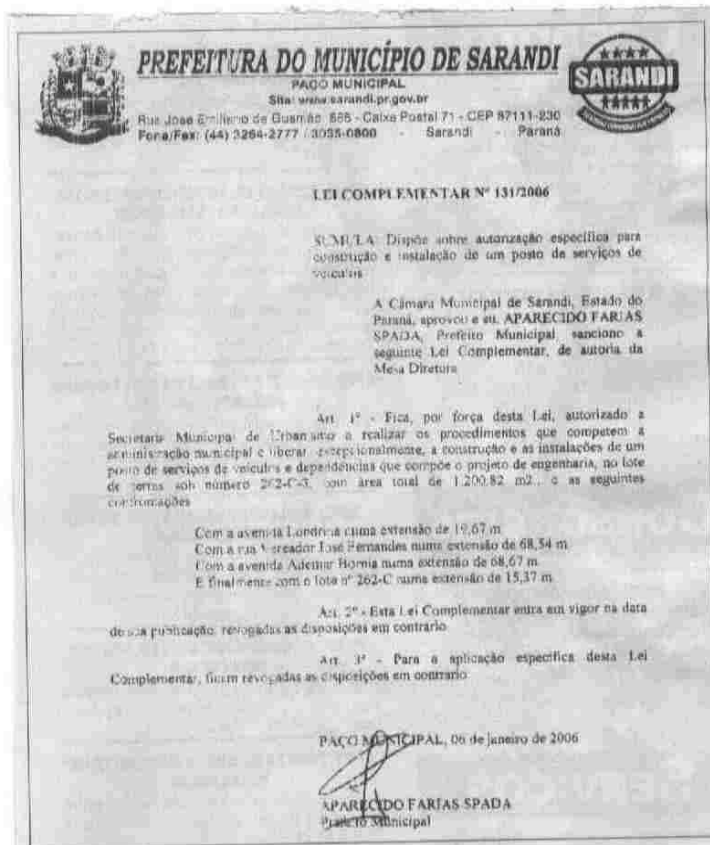 PREFEITURA DO MUNICÍPIO DE SARANDI
PAÇO MUNICIPAL
Site: www.sarandi.pr.gov.br
Rua José Emiliano de Gusmão, 565 - Caixa Postal 71 - CEP 87111-230
Fone/Fax: (44) 3264-2777 / 3035-0800 - Sarandi - Paraná
SARANDI
LEI COMPLEMENTAR Nº 131/2006
SÚMULA: Dispõe sobre autorização específica para
construção e instalação de um posto de serviços de
veículos
A Câmara Municipal de Sarandi, Estado do
Paraná, aprovou e eu, APARECIDO FARIAS
SPADA, Prefeito Municipal, sanciono a
seguinte Lei Complementar, de autoria da
Mesa Diretora
Art. 1º - Fica, por força desta Lei, autorizado a
Secretaria Municipal de Urbanismo a realizar os procedimentos que competem a
administração municipal e liberar excepcionalmente, a construção e as instalações de um
posto de serviços de veículos e dependências que compõe o projeto de engenharia, no lote
de terras sob número 262-C-3, com área total de 1.200,82 m2., e as seguintes
confrontações
Com a avenida Londrina numa extensão de 19,67 m
Com a rua Vereador José Fernandes numa extensão de 68,54 m
Com a avenida Ademar Bornia numa extensão de 68,67 m
E finalmente com o lote nº 262-C numa extensão de 15,37 m
Art. 2º - Esta Lei Complementar entra em vigor na data
de sua publicação, revogadas as disposições em contrário
Art. 3º - Para a aplicação específica desta Lei
Complementar, ficam revogadas as disposições em contrário
PAÇO MUNICIPAL, 06 de janeiro de 2006
APARECIDO FARIAS SPADA
Prefeito Municipal